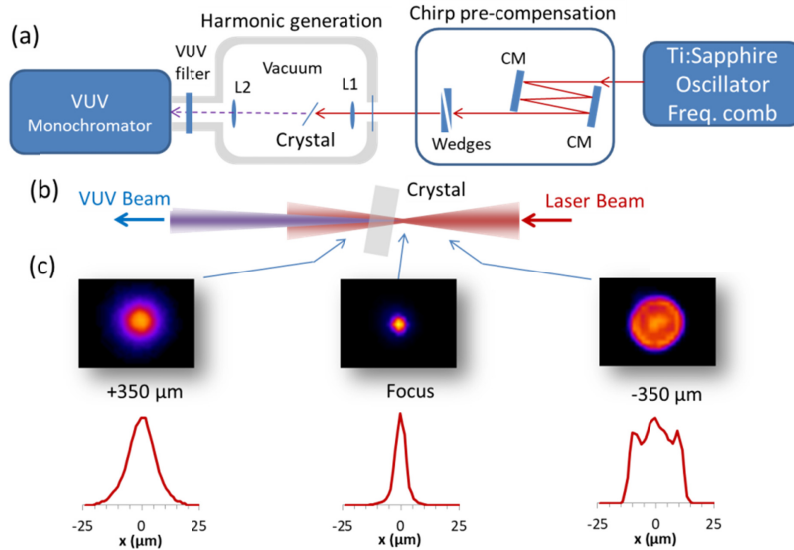 (a)
Harmonic generation
Chirp pre-compensation
VUV
filter
Vacuum
L2
L1
Crystal
VUV
Monochromator
CM
CM
Wedges
Ti:Sapphire
Oscillator
Freq. comb
(b)
VUV Beam
Crystal
Laser Beam
(c)
+350 µm
Focus
-350 µm
-25 0 25
x (µm)
-25 0 25
x (µm)
-25 0 25
x (µm)